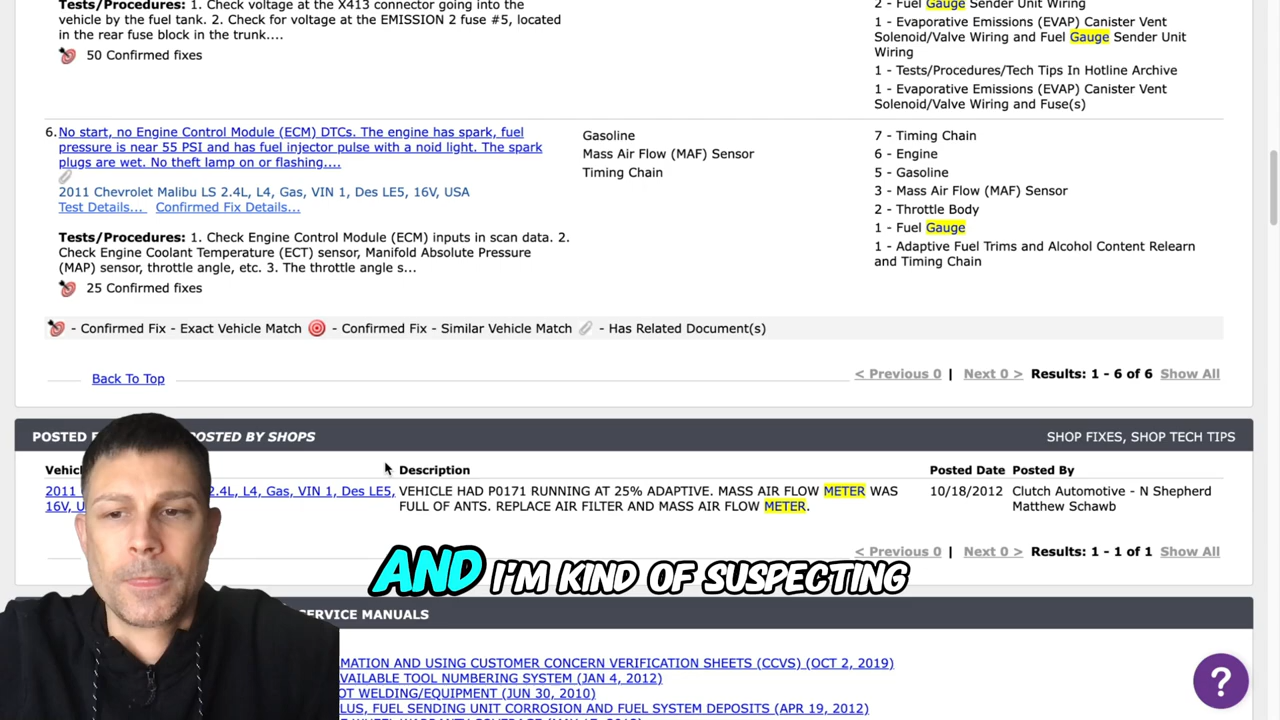 Tests/Procedures: 1. Check voltage at the X413 connector going into the
vehicle by the fuel tank. 2. Check for voltage at the EMISSION 2 fuse #5, located
in the rear fuse block in the trunk....
50 Confirmed fixes
2 - Fuel Gauge Sender Unit Wiring
1 - Evaporative Emissions (EVAP) Canister Vent
Solenoid/Valve Wiring and Fuel Gauge Sender Unit
Wiring
1 - Tests/Procedures/Tech Tips In Hotline Archive
1 - Evaporative Emissions (EVAP) Canister Vent
Solenoid/Valve Wiring and Fuse(s)
6. No start, no Engine Control Module (ECM) DTCs. The engine has spark, fuel
pressure is near 55 PSI and has fuel injector pulse with a noid light. The spark
plugs are wet. No theft lamp on or flashing....
2011 Chevrolet Malibu LS 2.4L, L4, Gas, VIN 1, Des LE5, 16V, USA
Test Details... Confirmed Fix Details...
Tests/Procedures: 1. Check Engine Control Module (ECM) inputs in scan data. 2.
Check Engine Coolant Temperature (ECT) sensor, Manifold Absolute Pressure
(MAP) sensor, throttle angle, etc. 3. The throttle angle s...
25 Confirmed fixes
Gasoline
Mass Air Flow (MAF) Sensor
Timing Chain
7 - Timing Chain
6 - Engine
5 - Gasoline
3 - Mass Air Flow (MAF) Sensor
2 - Throttle Body
1 - Fuel Gauge
1 - Adaptive Fuel Trims and Alcohol Content Relearn
and Timing Chain
- Confirmed Fix - Exact Vehicle Match - Confirmed Fix - Similar Vehicle Match - Has Related Document(s)
Back To Top
< Previous 0 | Next 0 > Results: 1 - 6 of 6 Show All
POSTED BY SHOPS SHOP FIXES, SHOP TECH TIPS
Description Posted Date Posted By
2011 2.4L, L4, Gas, VIN 1, Des LE5, VEHICLE HAD P0171 RUNNING AT 25% ADAPTIVE. MASS AIR FLOW METER WAS 10/18/2012 Clutch Automotive - N Shepherd
16V, FULL OF ANTS. REPLACE AIR FILTER AND MASS AIR FLOW METER. Matthew Schawb
< Previous 0 | Next 0 > Results: 1 - 1 of 1 Show All
AND I'M KIND OF SUSPECTING
SERVICE MANUALS
USING CUSTOMER CONCERN VERIFICATION SHEETS (CCVS) (OCT 2, 2019)
TOOL NUMBERING SYSTEM (JAN 4, 2012)
WELDING/EQUIPMENT (JUN 30, 2010)
FUEL SENDING UNIT CORROSION AND FUEL SYSTEM DEPOSITS (APR 19, 2012)
?